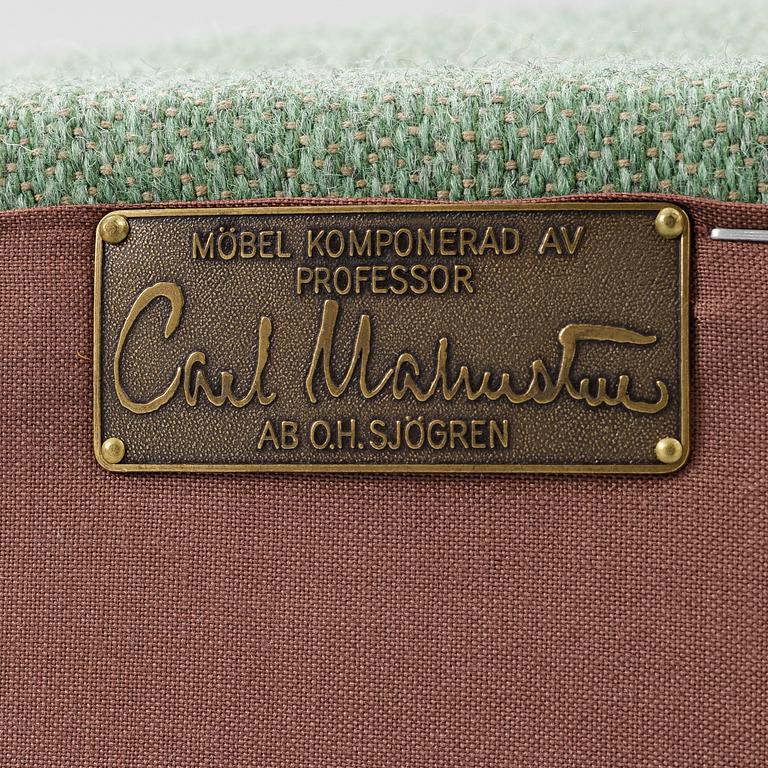 MÖBEL KOMPONERAD AV
PROFESSOR
Carl Malmsten
AB O.H. SJÖGREN